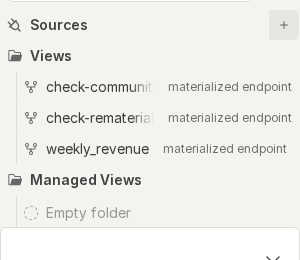 Sources
Views
check-communit materialized endpoint
check-remateria materialized endpoint
weekly_revenue materialized endpoint
Managed Views
Empty folder